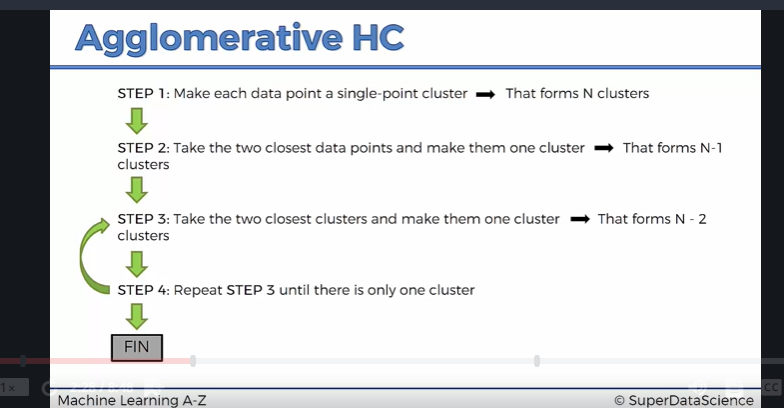 Agglomerative HC
STEP 1: Make each data point a single-point cluster ➡ That forms N clusters
STEP 2: Take the two closest data points and make them one cluster ➡ That forms N-1
clusters
STEP 3: Take the two closest clusters and make them one cluster ➡ That forms N - 2
clusters
STEP 4: Repeat STEP 3 until there is only one cluster
FIN
1×
CC
Machine Learning A-Z
© SuperDataScience